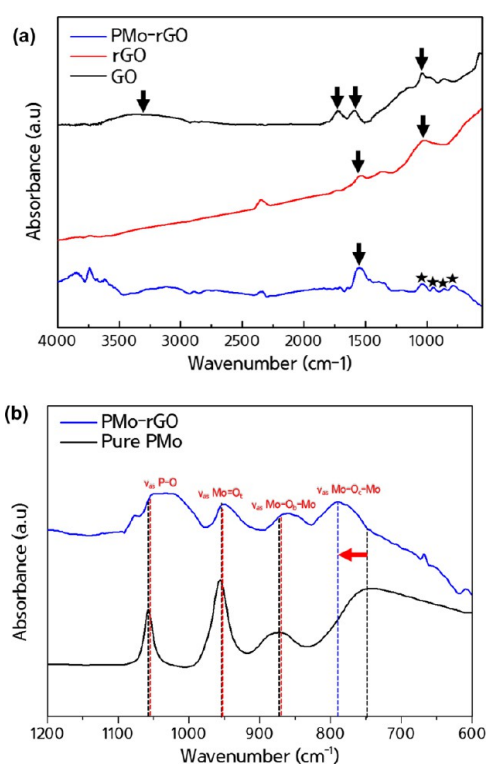 (a)
PMo-rGO
rGO
GO
Absorbance (a.u)
4000 3500 3000 2500 2000 1500 1000
Wavenumber (cm-1)
(b)
PMo-rGO
Pure PMo
νas P-O
νas Mo=Ot
νas Mo-Ob-Mo
νas Mo-Oc-Mo
Absorbance (a.u)
1200 1100 1000 900 800 700 600
Wavenumber (cm⁻¹)